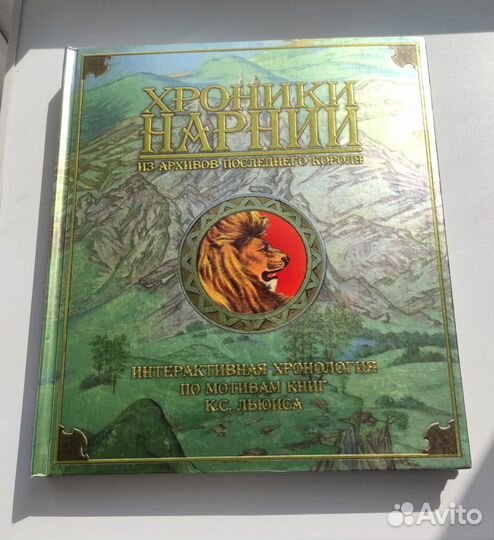 ХРОНИКИ
НАРНИИ
ИЗ АРХИВОВ ПОСЛЕДНЕГО КОРОЛЯ
ИНТЕРАКТИВНАЯ ХРОНОЛОГИЯ
ПО МОТИВАМ КНИГ
К.С. ЛЬЮИСА
Avito